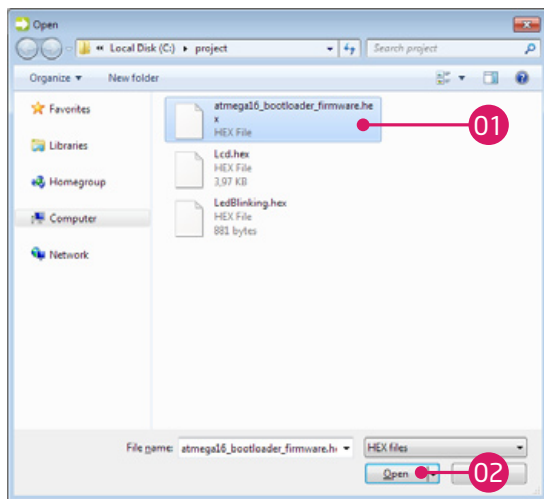 Open
« Local Disk (C:) ▸ project
Search project
Organize ▾ New folder
Favorites
Libraries
Homegroup
Computer
Network
atmega16_bootloader_firmware.he
x
HEX File
01
Lcd.hex
HEX File
3,97 KB
LedBlinking.hex
HEX File
881 bytes
File name: atmega16_bootloader_firmware.h
HEX files
Open
02